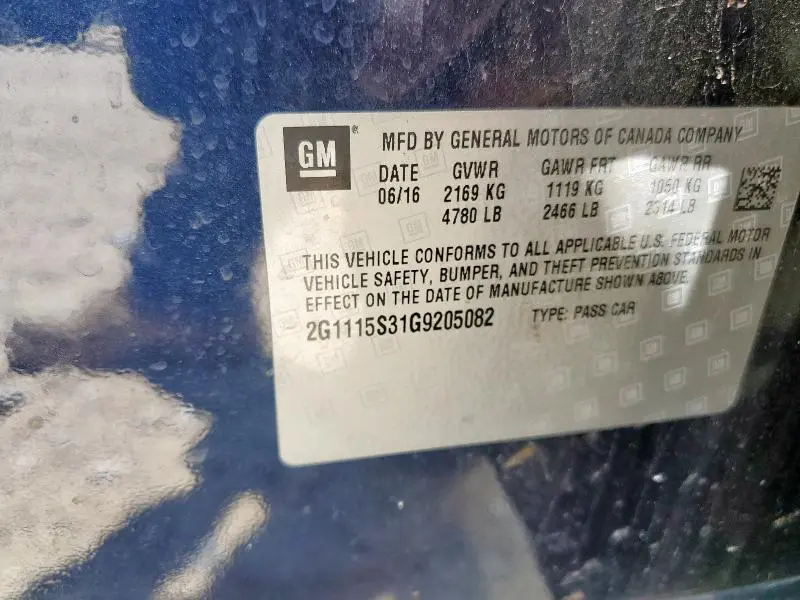 GM
MFD BY GENERAL MOTORS OF CANADA COMPANY
DATE GVWR GAWR FRT GAWR RR
06/16 2169 KG 1119 KG 1050 KG
4780 LB 2466 LB 2314 LB
THIS VEHICLE CONFORMS TO ALL APPLICABLE U.S. FEDERAL MOTOR
VEHICLE SAFETY, BUMPER, AND THEFT PREVENTION STANDARDS IN
EFFECT ON THE DATE OF MANUFACTURE SHOWN ABOVE.
2G1115S31G9205082 TYPE: PASS CAR